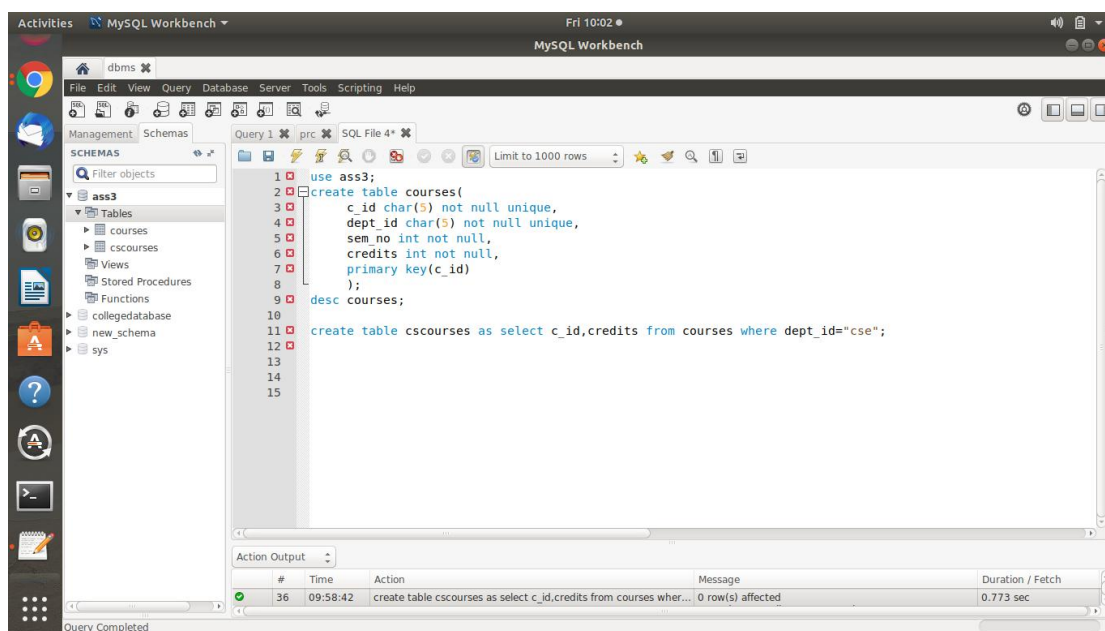 Activities MySQL Workbench Fri 10:02
MySQL Workbench
dbms
File Edit View Query Database Server Tools Scripting Help
Management Schemas Query 1 prc SQL File 4*
SCHEMAS Limit to 1000 rows
Filter objects
ass3
Tables
courses
cscourses
Views
Stored Procedures
Functions
collegedatabase
new_schema
sys
1 use ass3;
2 create table courses(
3 c_id char(5) not null unique,
4 dept_id char(5) not null unique,
5 sem_no int not null,
6 credits int not null,
7 primary key(c_id)
8 );
9 desc courses;
10
11 create table cscourses as select c_id,credits from courses where dept_id="cse";
12
13
14
15
Action Output
# Time Action Message Duration / Fetch
36 09:58:42 create table cscourses as select c_id,credits from courses wher... 0 row(s) affected 0.773 sec
Query Completed